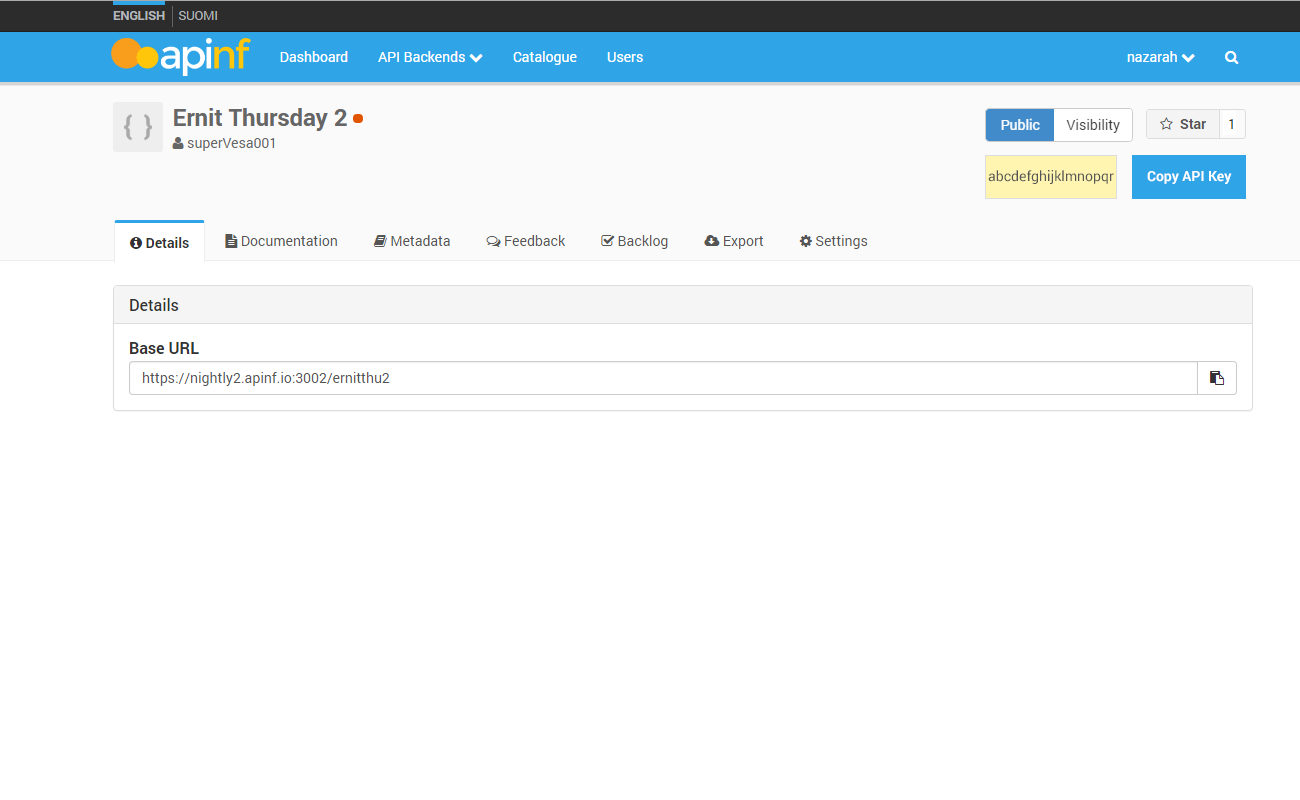 ENGLISH SUOMI
apinf Dashboard API Backends Catalogue Users nazarah
{ } Ernit Thursday 2
superVesa001
Public Visibility Star 1
abcdefghijklmnopqr Copy API Key
Details Documentation Metadata Feedback Backlog Export Settings
Details
Base URL
https://nightly2.apinf.io:3002/ernitthu2